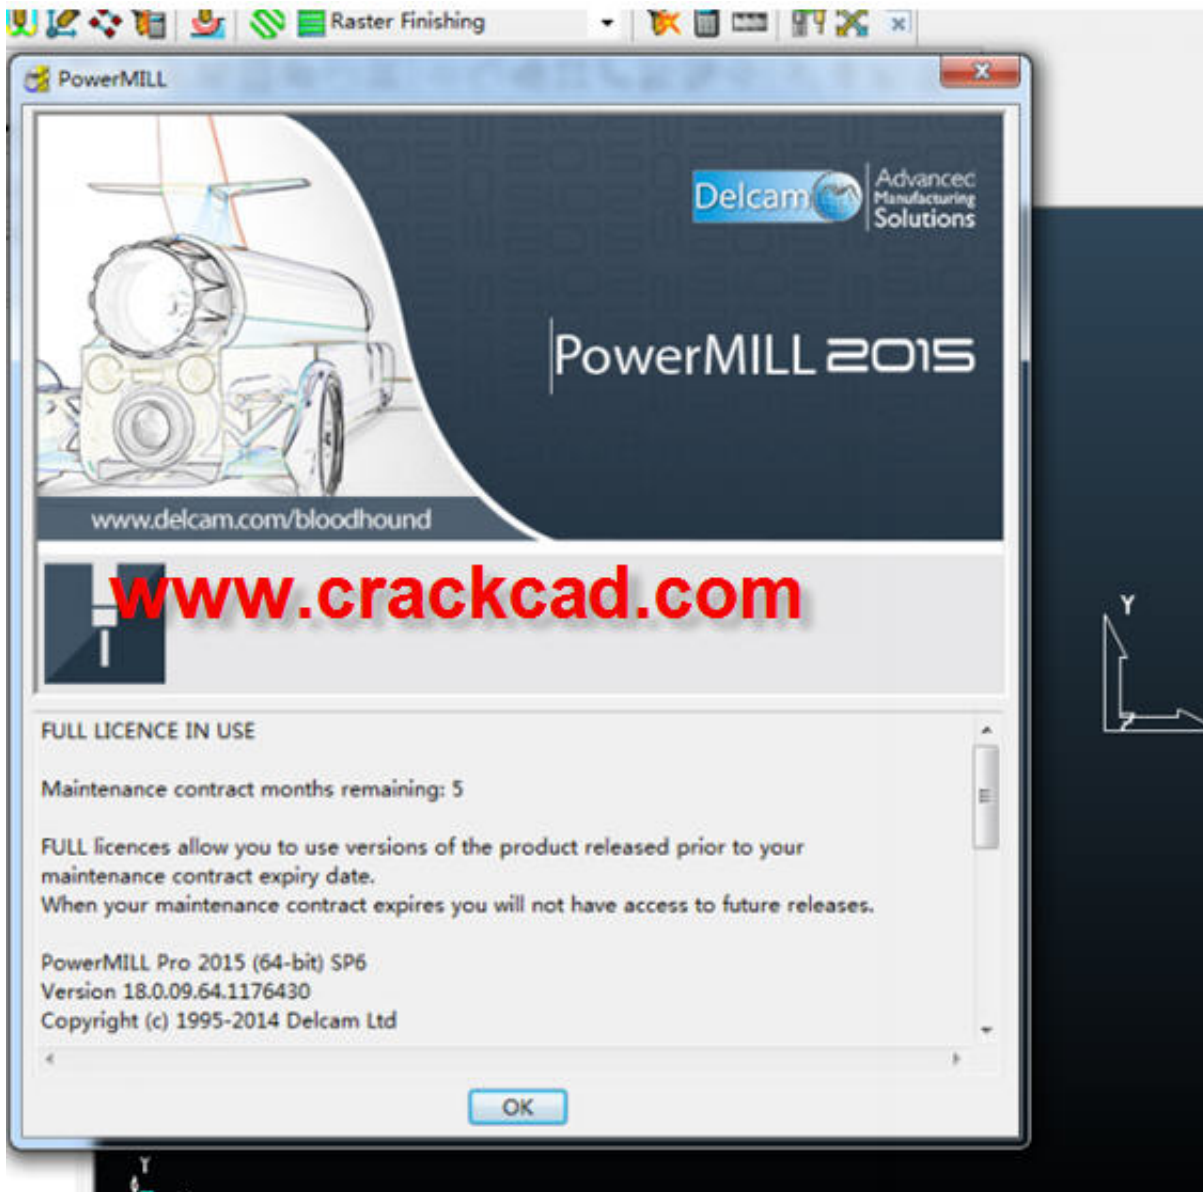 Raster Finishing
PowerMILL
Delcam
Advanced
Manufacturing
Solutions
PowerMILL 2015
www.delcam.com/bloodhound
www.crackcad.com
FULL LICENCE IN USE
Maintenance contract months remaining: 5
FULL licences allow you to use versions of the product released prior to your
maintenance contract expiry date.
When your maintenance contract expires you will not have access to future releases.
PowerMILL Pro 2015 (64-bit) SP6
Version 18.0.09.64.1176430
Copyright (c) 1995-2014 Delcam Ltd
OK
Y
Z
Y